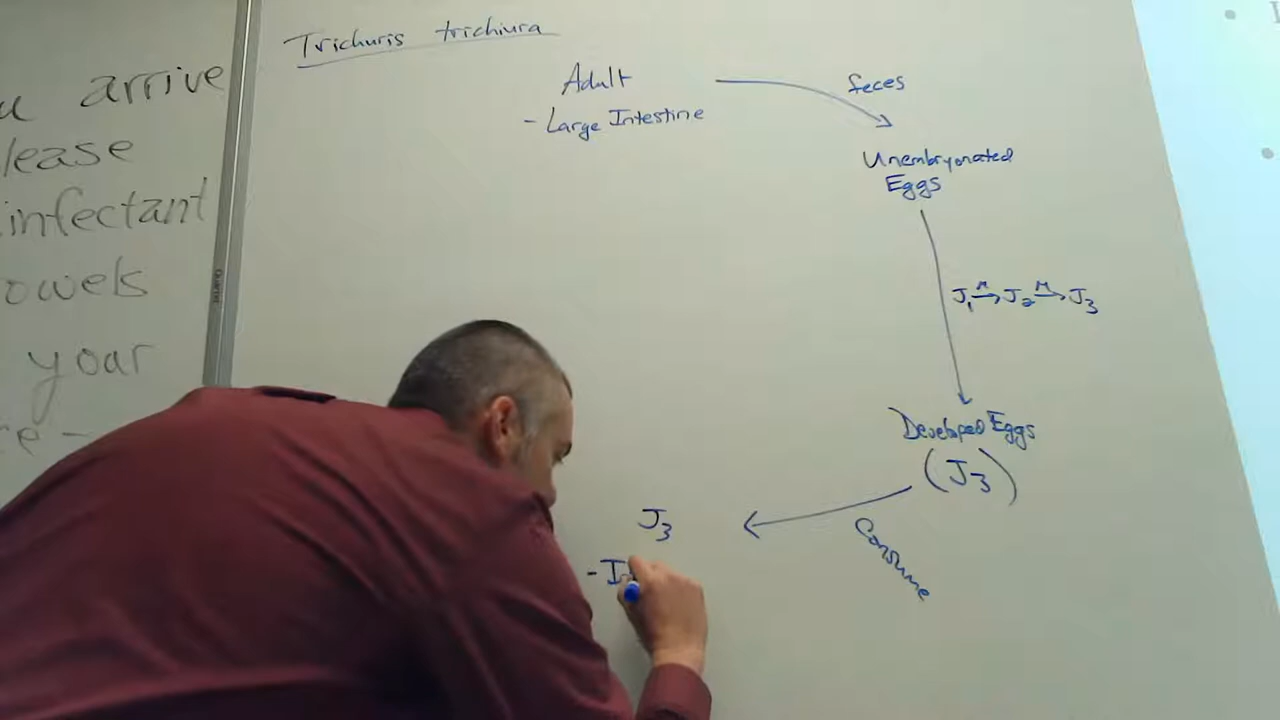 arrive
lease
infectant
owels
your
Quartet
Trichuris trichiura
Adult
- Large Intestine
feces
Unembryonated
Eggs
J1 M→ J2 M→ J3
Developed Eggs
(J3)
Consume
J3
- I